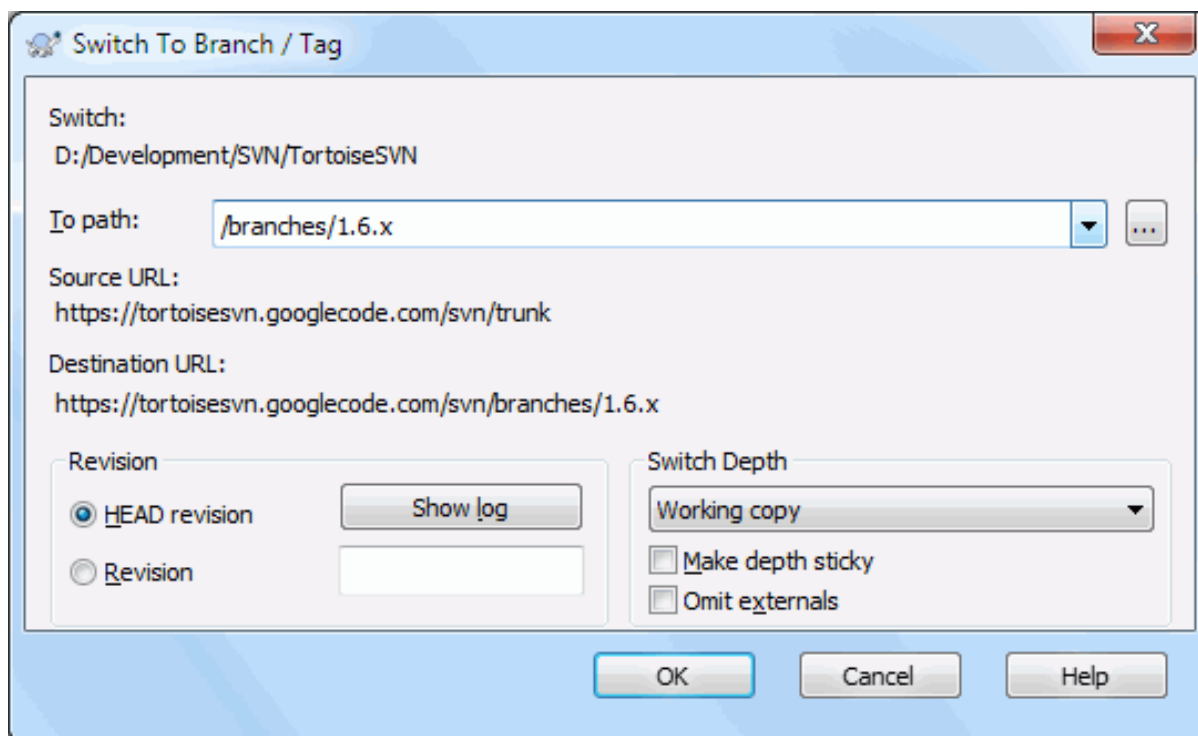 Switch To Branch / Tag
Switch:
D:/Development/SVN/TortoiseSVN
To path:
/branches/1.6.x
...
Source URL:
https://tortoisesvn.googlecode.com/svn/trunk
Destination URL:
https://tortoisesvn.googlecode.com/svn/branches/1.6.x
Revision
HEAD revision
Show log
Revision
Switch Depth
Working copy
Make depth sticky
Omit externals
OK
Cancel
Help